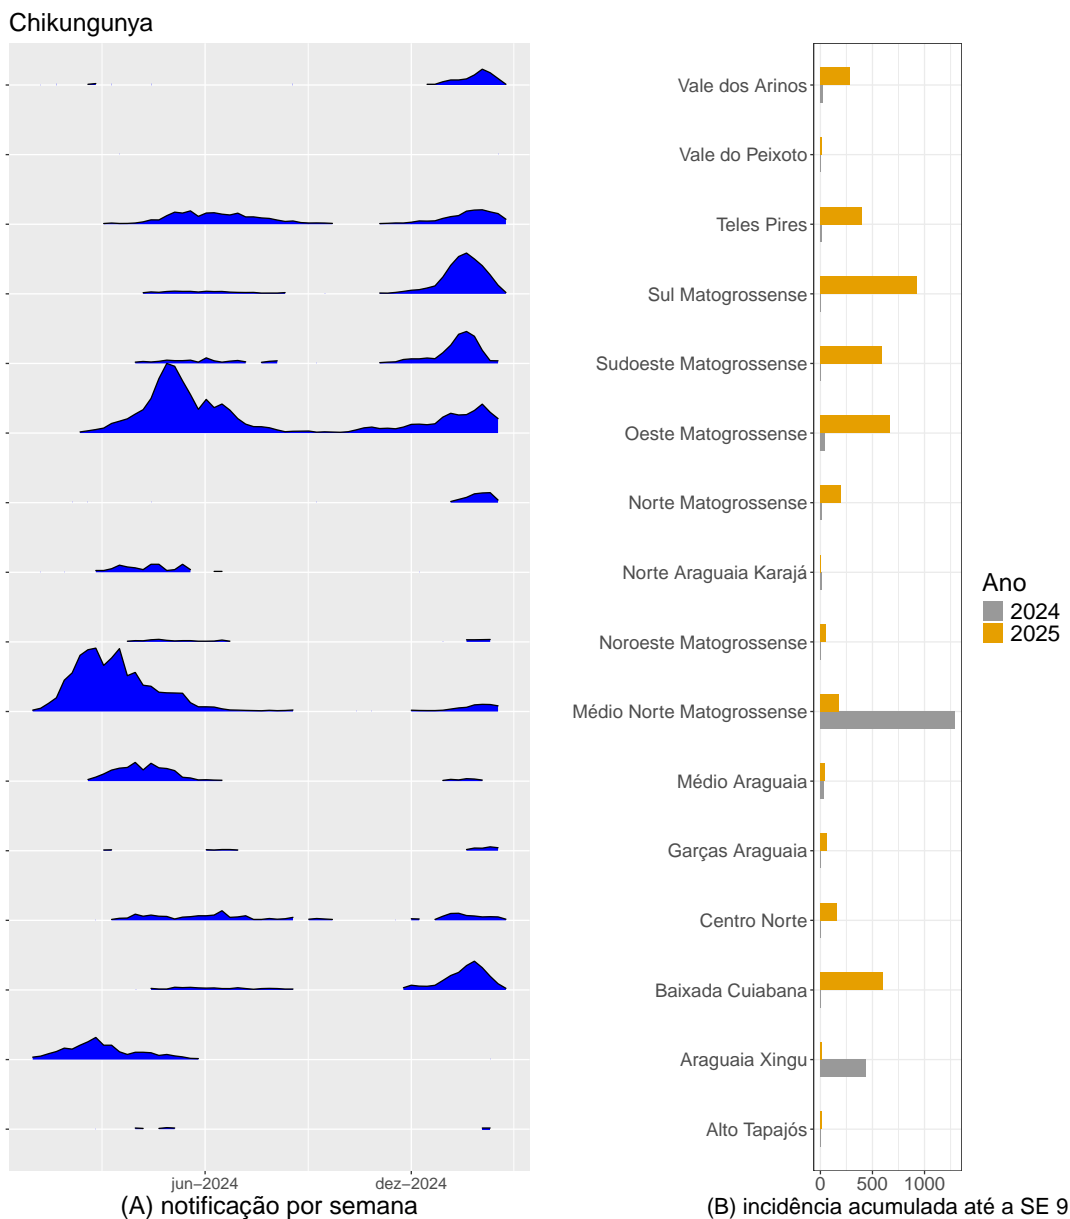 Chikungunya
Vale dos Arinos
Vale do Peixoto
Teles Pires
Sul Matogrossense
Sudoeste Matogrossense
Oeste Matogrossense
Norte Matogrossense
Norte Araguaia Karajá
Noroeste Matogrossense
Médio Norte Matogrossense
Médio Araguaia
Garças Araguaia
Centro Norte
Baixada Cuiabana
Araguaia Xingu
Alto Tapajós
Ano
2024
2025
jun−2024 dez−2024
0 500 1000
(A) notificação por semana
(B) incidência acumulada até a SE 9